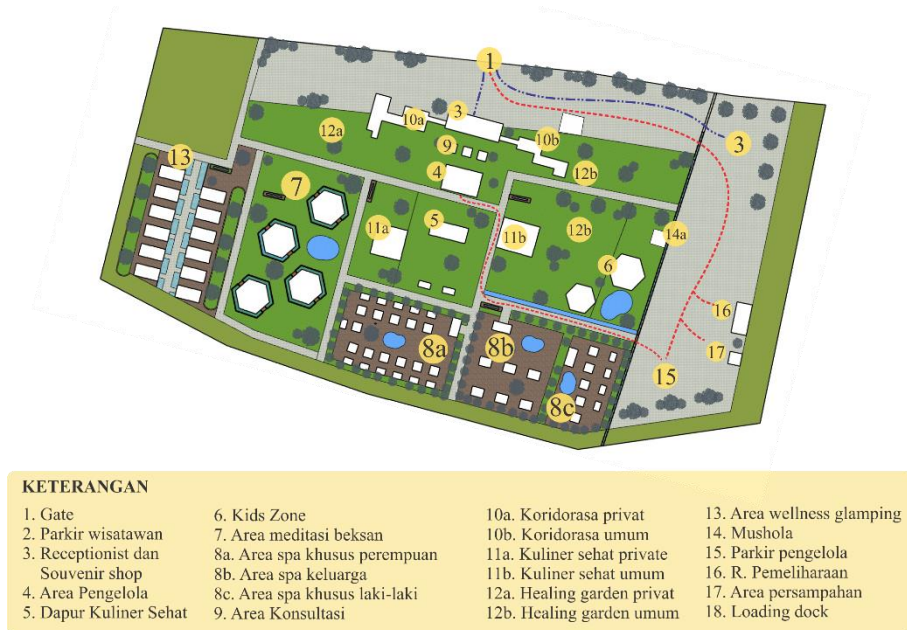 1
3
10a
12a
9
10b
3
13
4
12b
7
11a
5
11b
12b
14a
6
16
8a
8b
17
15
8c
KETERANGAN
1. Gate
2. Parkir wisatawan
3. Receptionist dan
Souvenir shop
4. Area Pengelola
5. Dapur Kuliner Sehat
6. Kids Zone
7. Area meditasi beksan
8a. Area spa khusus perempuan
8b. Area spa keluarga
8c. Area spa khusus laki-laki
9. Area Konsultasi
10a. Koridorasa privat
10b. Koridorasa umum
11a. Kuliner sehat private
11b. Kuliner sehat umum
12a. Healing garden privat
12b. Healing garden umum
13. Area wellness glamping
14. Mushola
15. Parkir pengelola
16. R. Pemeliharaan
17. Area persampahan
18. Loading dock